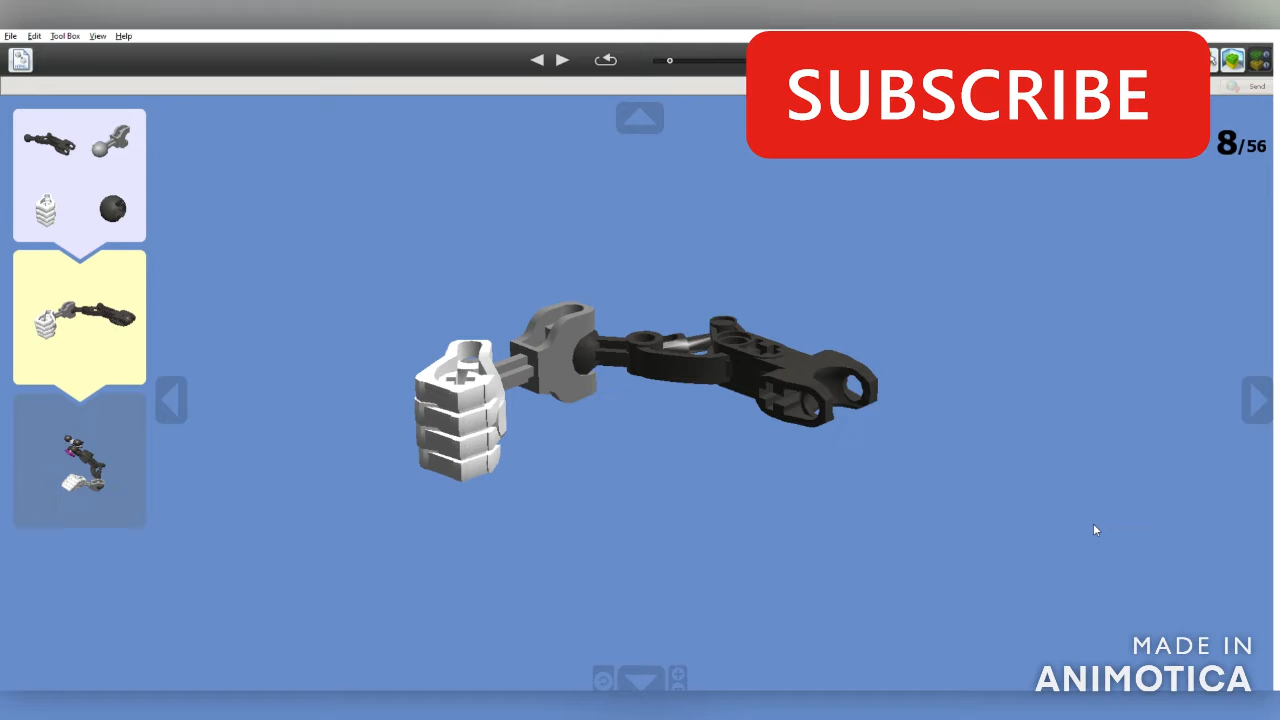 File Edit Tool Box View Help
SUBSCRIBE
Send
8/56
MADE IN
ANIMOTICA